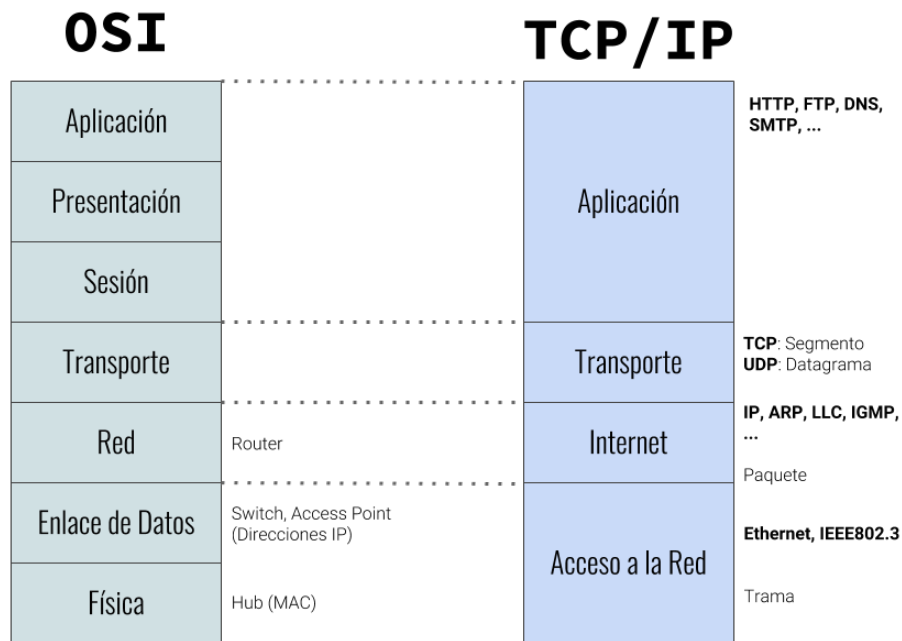 OSI
TCP/IP
Aplicación
Presentación
Sesión
Transporte
Red
Router
Enlace de Datos
Switch, Access Point
(Direcciones IP)
Física
Hub (MAC)
Aplicación
HTTP, FTP, DNS,
SMTP, ...
Transporte
TCP: Segmento
UDP: Datagrama
Internet
IP, ARP, LLC, IGMP,
...
Paquete
Acceso a la Red
Ethernet, IEEE802.3
Trama